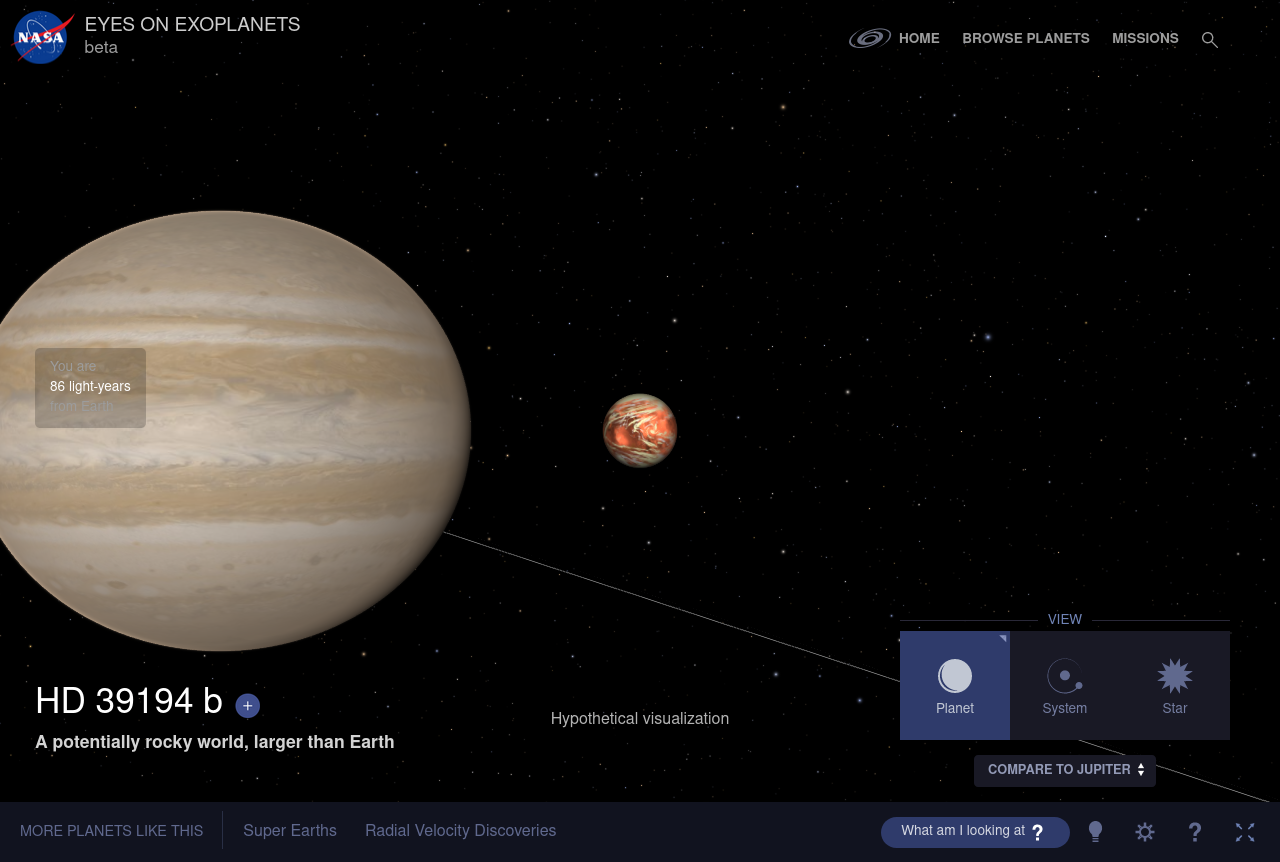 NASA
EYES ON EXOPLANETS
beta
HOME
BROWSE PLANETS
MISSIONS
You are
86 light-years
from Earth
VIEW
Planet
System
Star
HD 39194 b
+
A potentially rocky world, larger than Earth
Hypothetical visualization
COMPARE TO JUPITER
MORE PLANETS LIKE THIS
Super Earths
Radial Velocity Discoveries
What am I looking at ?
?